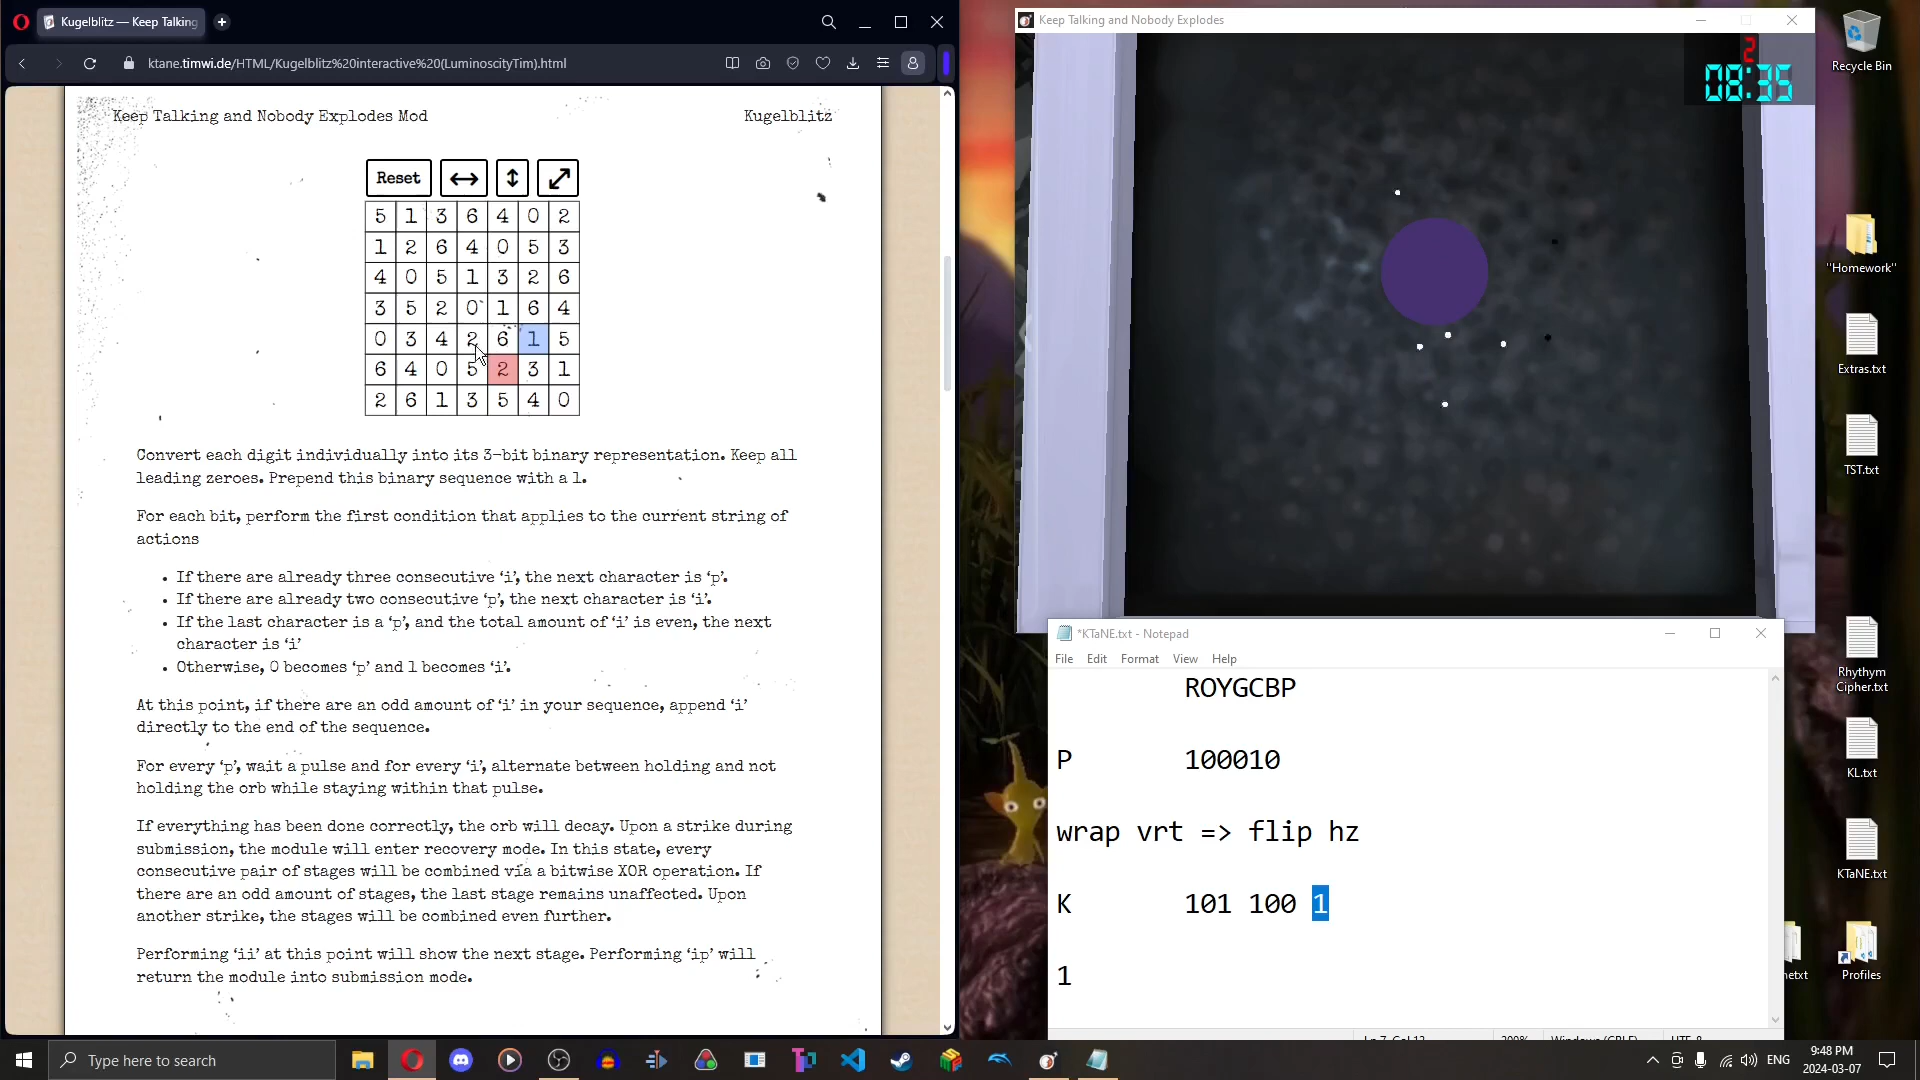 Kugelblitz — Keep Talking
ktane.timwi.de/HTML/Kugelblitz%20interactive%20(LuminoscityTim).html
Keep Talking and Nobody Explodes Mod
Kugelblitz
Reset
5 1 3 6 4 0 2
1 2 6 4 0 5 3
4 0 5 1 3 2 6
3 5 2 0 1 6 4
0 3 4 2 6 1 5
6 4 0 5 2 3 1
2 6 1 3 5 4 0
Convert each digit individually into its 3-bit binary representation. Keep all
leading zeroes. Prepend this binary sequence with a 1.
For each bit, perform the first condition that applies to the current string of
actions
• If there are already three consecutive ‘i’, the next character is ‘p’.
• If there are already two consecutive ‘p’, the next character is ‘i’.
• If the last character is a ‘p’, and the total amount of ‘i’ is even, the next
character is ‘i’
• Otherwise, 0 becomes ‘p’ and 1 becomes ‘i’.
At this point, if there are an odd amount of ‘i’ in your sequence, append ‘i’
directly to the end of the sequence.
For every ‘p’, wait a pulse and for every ‘i’, alternate between holding and not
holding the orb while staying within that pulse.
If everything has been done correctly, the orb will decay. Upon a strike during
submission, the module will enter recovery mode. In this state, every
consecutive pair of stages will be combined via a bitwise XOR operation. If
there are an odd amount of stages, the last stage remains unaffected. Upon
another strike, the stages will be combined even further.
Performing ‘ii’ at this point will show the next stage. Performing ‘ip’ will
return the module into submission mode.
Keep Talking and Nobody Explodes
2
08:35
*KTaNE.txt - Notepad
File Edit Format View Help
ROYGCBP
P 100010
wrap vrt => flip hz
K 101 100 1
1
Recycle Bin
"Homework"
Extras.txt
TST.txt
Rhythym
Cipher.txt
KL.txt
KTaNE.txt
Profiles
Type here to search
ENG
9:48 PM
2024-03-07